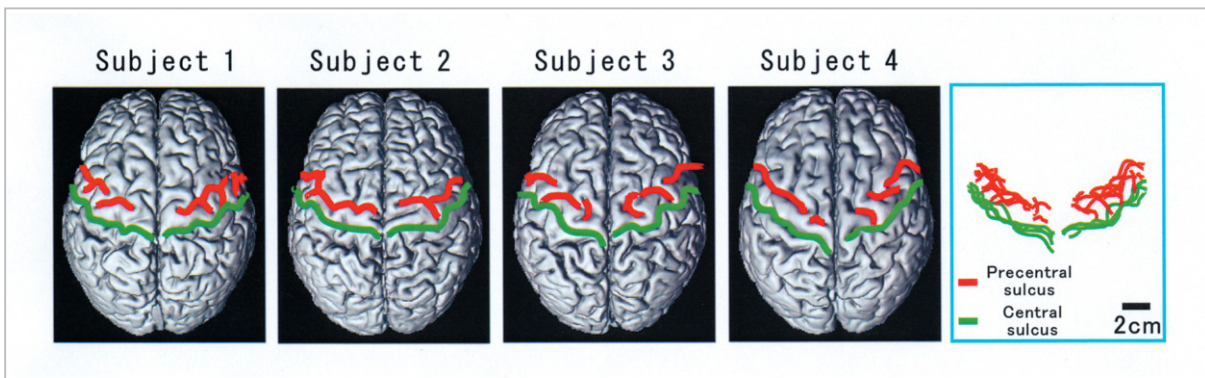 Subject 1
Subject 2
Subject 3
Subject 4
Precentral
sulcus
Central
sulcus
2cm